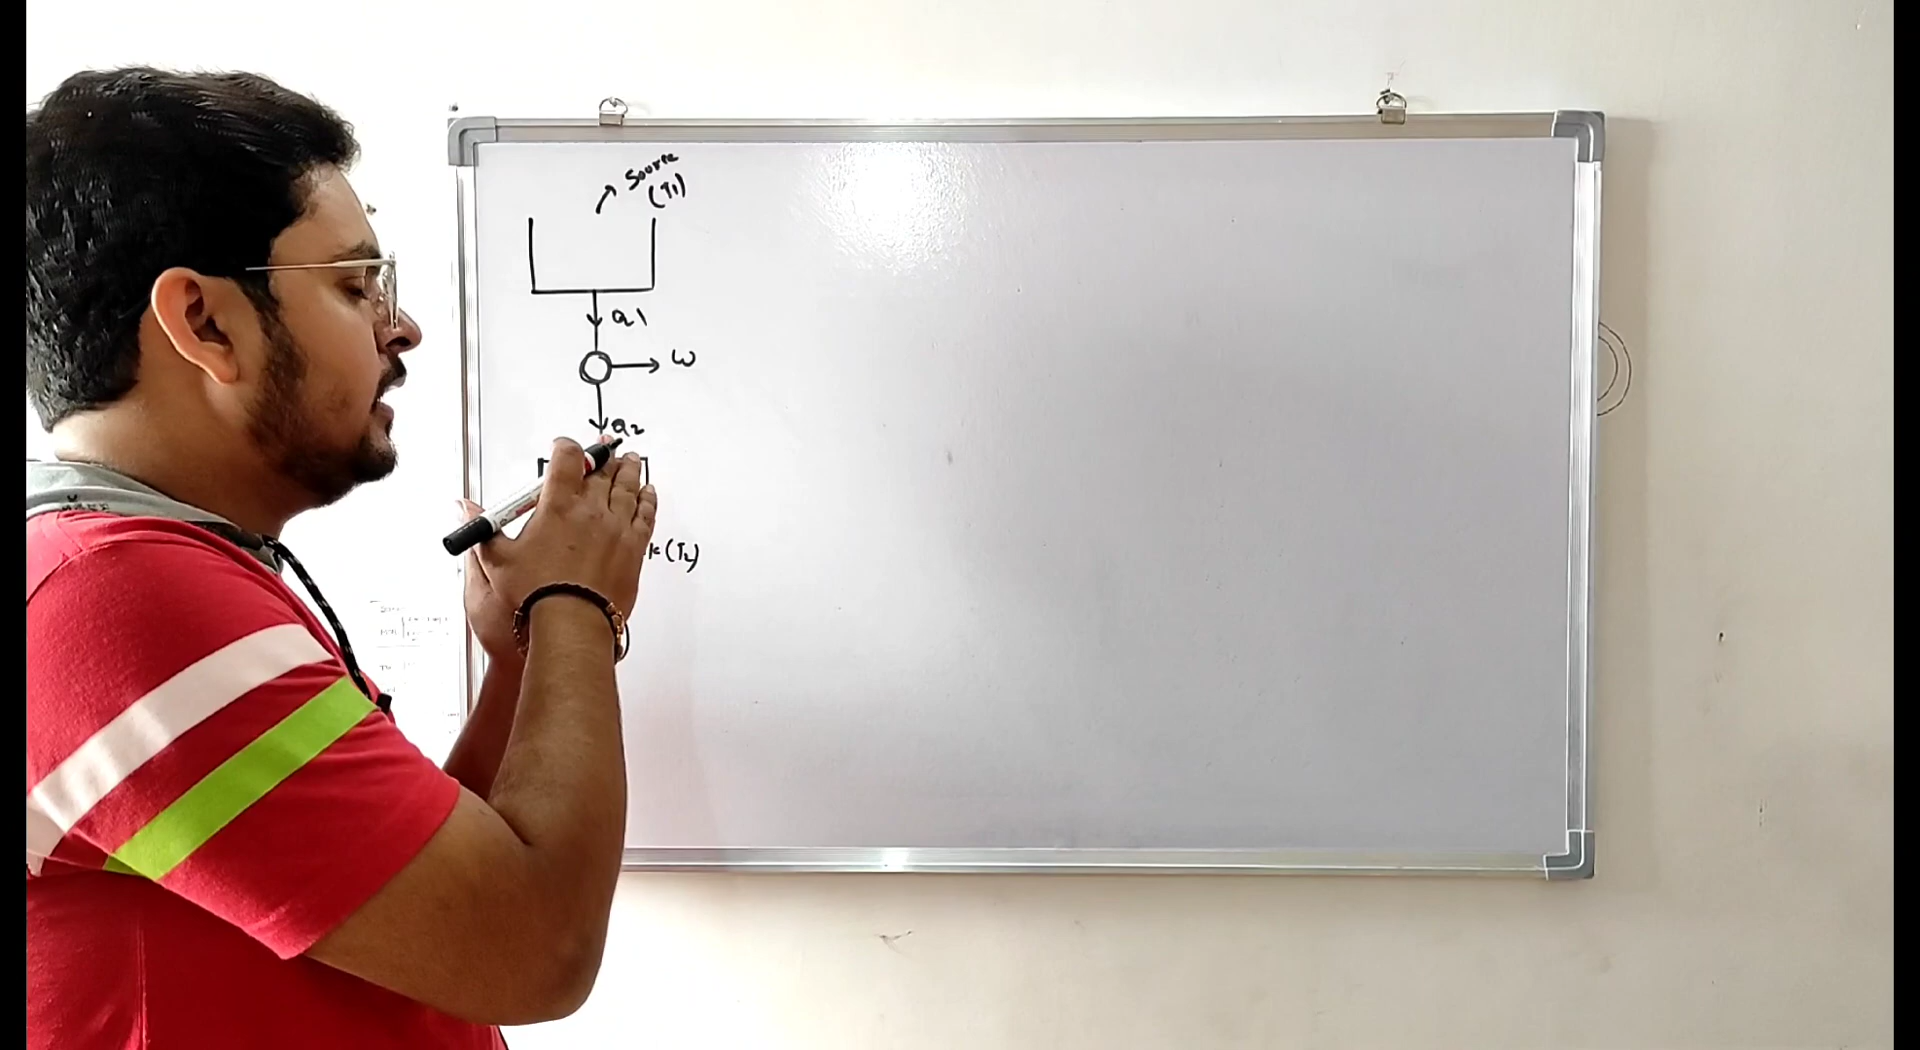 Source
(T1)
Q1
W
Q2
k (T2)